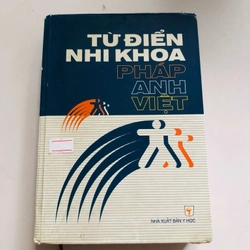 TỪ ĐIỂN
NHI KHOA
PHÁP
ANH
VIỆT
NHÀ XUẤT BẢN Y HỌC